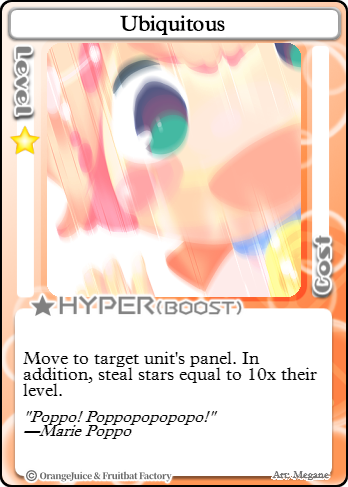 Ubiquitous
Level
Cost
HYPER(BOOST)
Move to target unit's panel. In
addition, steal stars equal to 10x their
level.
"Poppo! Poppopopopopo!"
—Marie Poppo
© OrangeJuice & Fruitbat Factory
Art: Megane